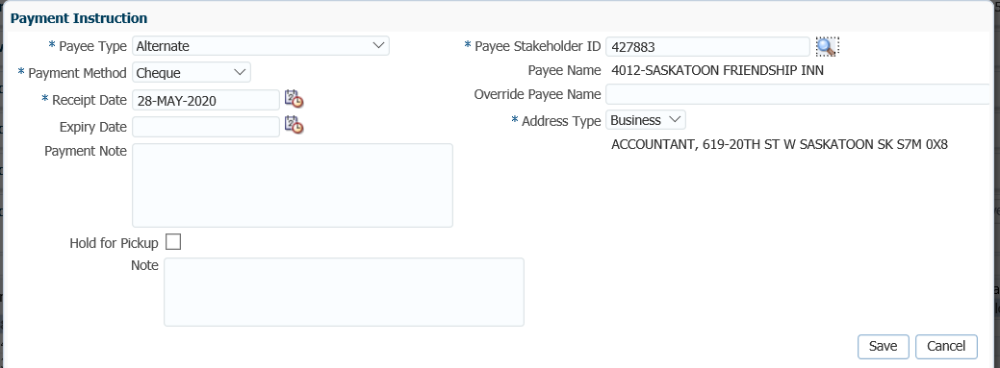 Payment Instruction
* Payee Type Alternate
* Payee Stakeholder ID 427883
* Payment Method Cheque
Payee Name 4012-SASKATOON FRIENDSHIP INN
* Receipt Date 28-MAY-2020
Override Payee Name
Expiry Date
* Address Type Business
Payment Note
ACCOUNTANT, 619-20TH ST W SASKATOON SK S7M 0X8
Hold for Pickup
Note
Save Cancel